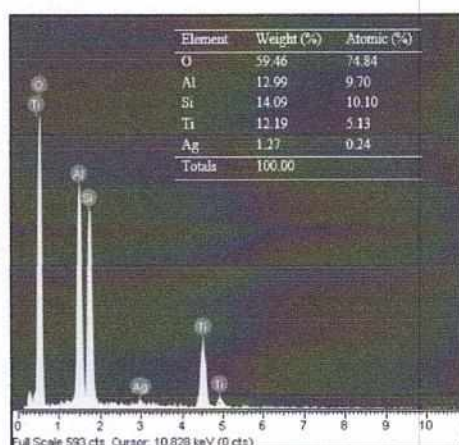 Element Weight (%) Atomic (%)
O 59.46 74.84
Al 12.99 9.70
Si 14.09 10.10
Ti 12.19 5.13
Ag 1.27 0.24
Totals 100.00
O
Ti
Al
Si
Ag
Ti
Ti
0 1 2 3 4 5 6 7 8 9 10
Full Scale 593 cts Cursor: 10.828 keV (0 cts)